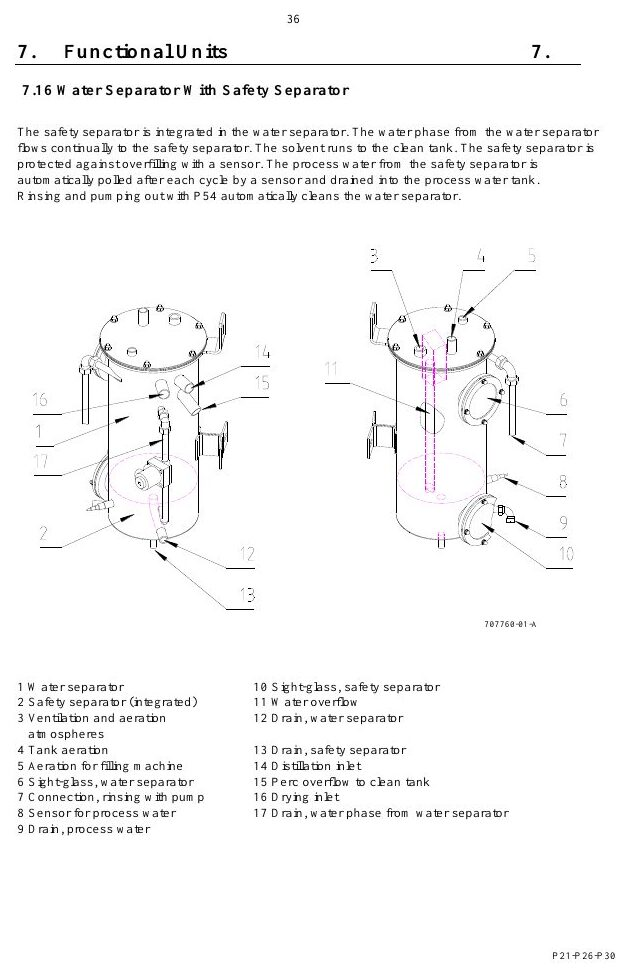 36
7. Functional Units 7.
7.16 Water Separator With Safety Separator
The safety separator is integrated in the water separator. The water phase from the water separator
flows continually to the safety separator. The solvent runs to the clean tank. The safety separator is
protected against overfilling with a sensor. The process water from the safety separator is
automatically polled after each cycle by a sensor and drained into the process water tank.
Rinsing and pumping out with P54 automatically cleans the water separator.
3 4 5
14
11
15
16
6
1
7
17
8
2
9
12
10
13
707760-01-A
1 Water separator
10 Sight-glass, safety separator
2 Safety separator (integrated)
11 Water overflow
3 Ventilation and aeration
12 Drain, water separator
atmospheres
4 Tank aeration
13 Drain, safety separator
5 Aeration for filling machine
14 Distillation inlet
6 Sight-glass, water separator
15 Perc overflow to clean tank
7 Connection, rinsing with pump
16 Drying inlet
8 Sensor for process water
17 Drain, water phase from water separator
9 Drain, process water
P21-P26-P30